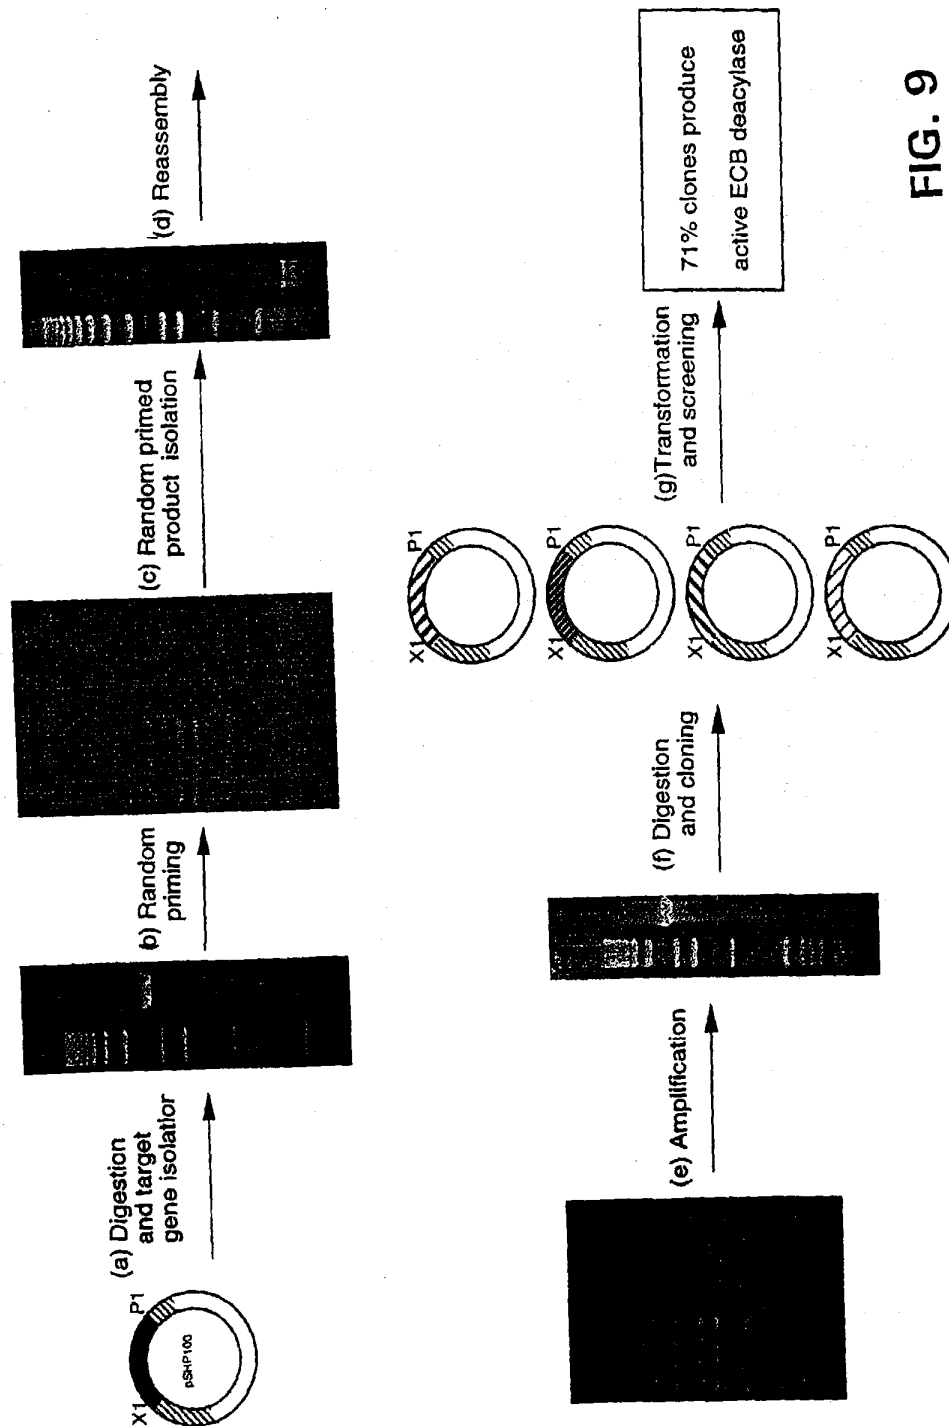 X1
P1
pSHP100
(a) Digestion
and target
gene isolatior
b) Random
priming
(c) Random primed
product isolation
(d) Reassembly
(e) Amplification
(f) Digestion
and cloning
X1
P1
X1
P1
X1
P1
X1
P1
(g)Transformation
and screening
71% clones produce
active ECB deacylase
FIG. 9